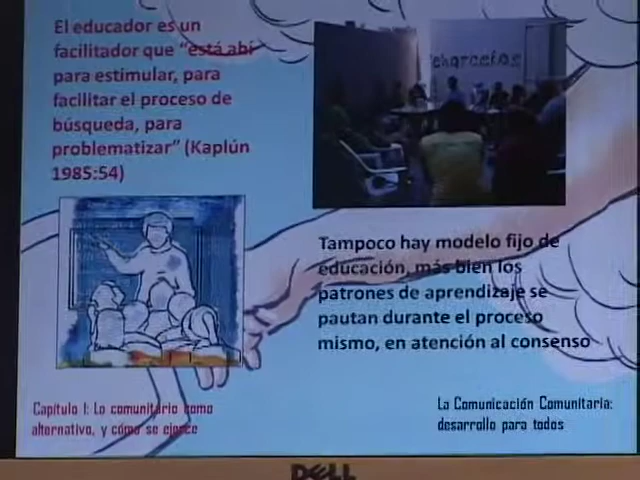 El educador es un
facilitador que "está ahí
para estimular, para
facilitar el proceso de
búsqueda, para
problematizar" (Kaplún
1985:54)
charcelas
Tampoco hay modelo fijo de
educación, más bien los
patrones de aprendizaje se
pautan durante el proceso
mismo, en atención al consenso
Capítulo I: Lo comunitario como
alternativo, y cómo se ejerce
La Comunicación Comunitaria:
desarrollo para todos
DELL